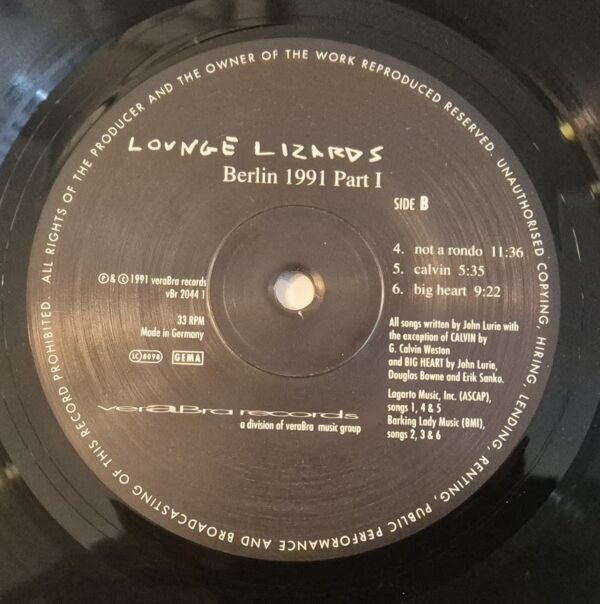 ALL RIGHTS OF THE PRODUCER AND THE OWNER OF THE WORK REPRODUCED RESERVED. UNAUTHORISED COPYING, HIRING, LENDING, RENTING, PUBLIC PERFORMANCE AND BROADCASTING OF THIS RECORD PROHIBITED.
LOUNGE LIZARDS
Berlin 1991 Part I
SIDE B
4. not a rondo 11:36
5. calvin 5:35
6. big heart 9:22
℗ & © 1991 veraBra records
vBr 2044 1
33 RPM
Made in Germany
LC 8098 GEMA
All songs written by John Lurie with
the exception of CALVIN by
G. Calvin Weston
and BIG HEART by John Lurie,
Douglas Bowne and Erik Sanko.
Lagarto Music, Inc. (ASCAP),
songs 1, 4 & 5
Barking Lady Music (BMI),
songs 2, 3 & 6
veraBra records
a division of veraBra music group